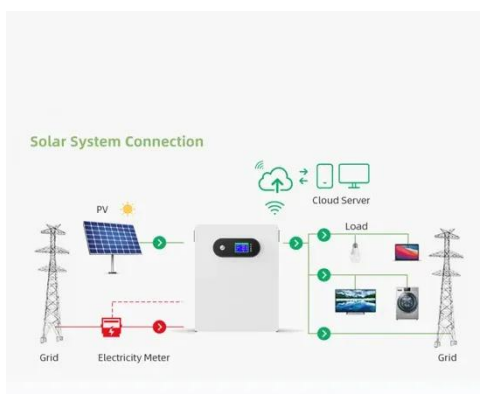 Solar System Connection
Cloud Server
PV
Load
Grid
Electricity Meter
Grid